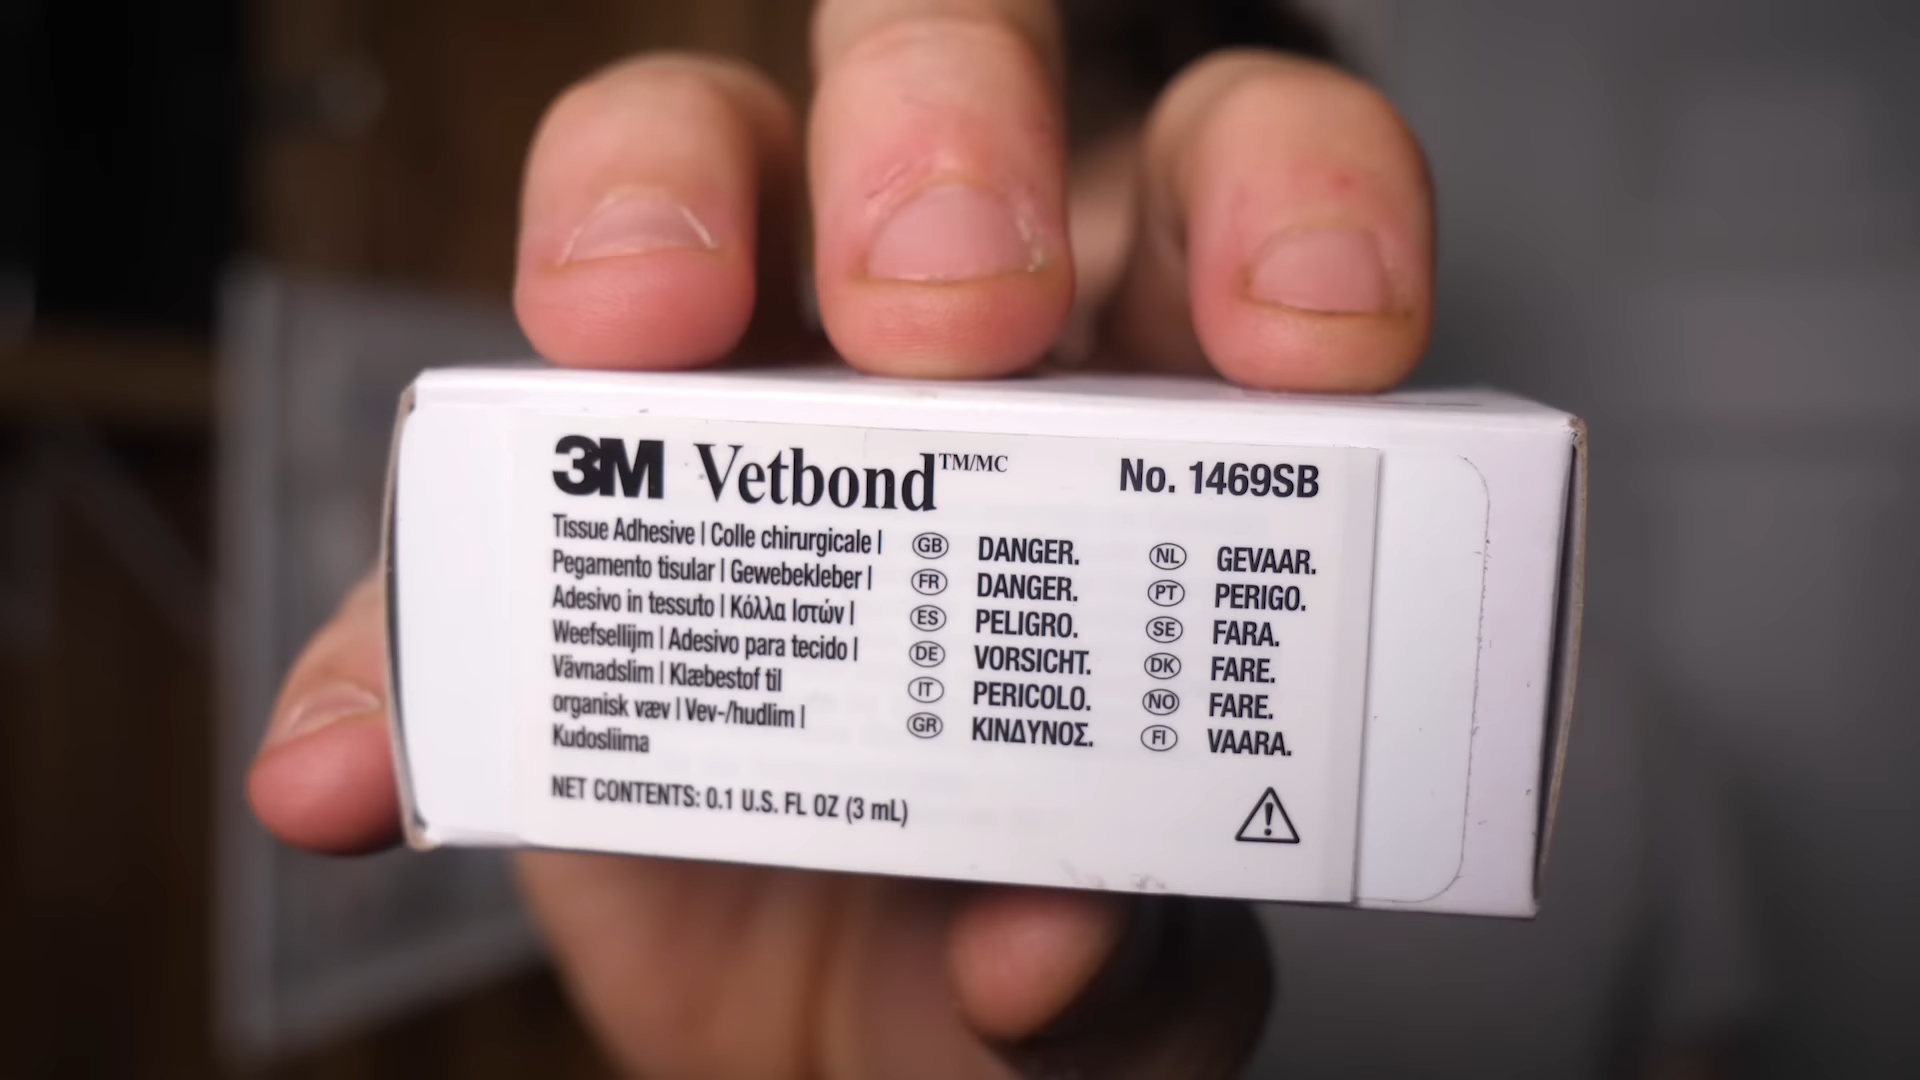 3M Vetbond™/MC
No. 1469SB
Tissue Adhesive | Colle chirurgicale |
Pegamento tisular | Gewebekleber |
Adesivo in tessuto | Κόλλα Ιστών |
Weefsellijm | Adesivo para tecido |
Vävnadslim | Klæbestof til
organisk væv | Vev-/hudlim |
Kudosliima
GB DANGER.
FR DANGER.
ES PELIGRO.
DE VORSICHT.
IT PERICOLO.
GR ΚΙΝΔΥΝΟΣ.
NL GEVAAR.
PT PERIGO.
SE FARA.
DK FARE.
NO FARE.
FI VAARA.
NET CONTENTS: 0.1 U.S. FL OZ (3 mL)